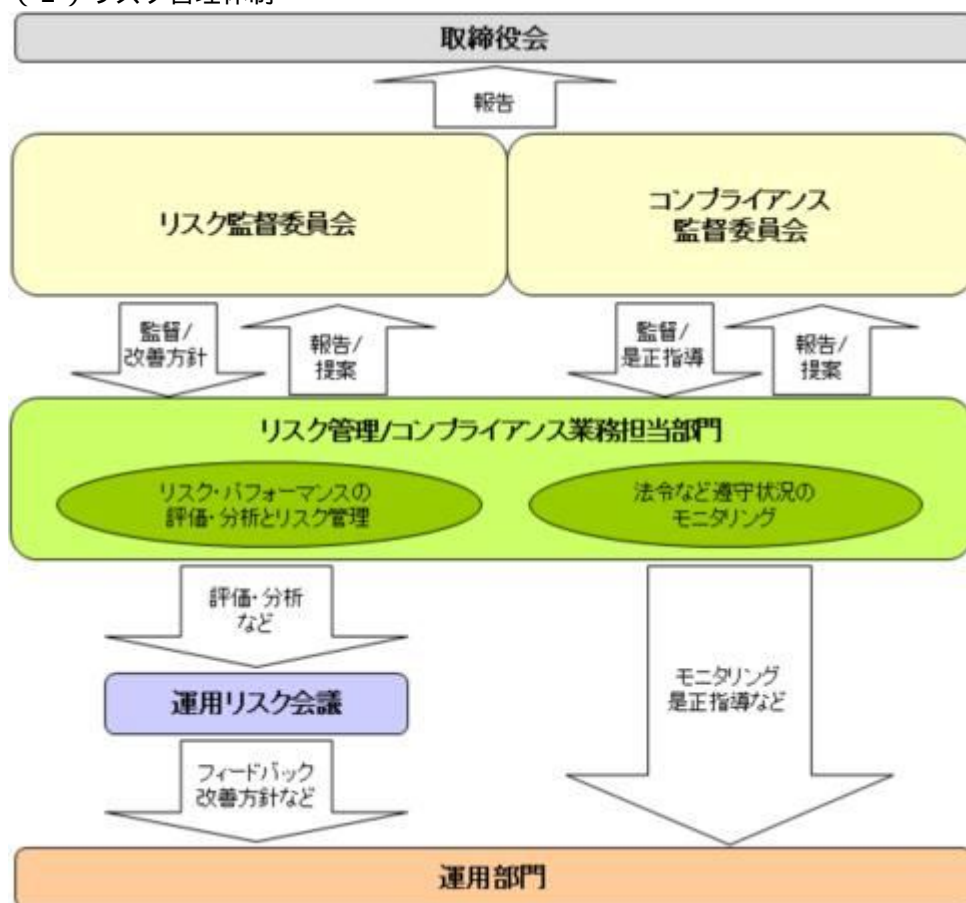 取締役会
報告
リスク監督委員会
コンプライアンス
監督委員会
監督/
改善方針
報告/
提案
監督/
是正指導
報告/
提案
リスク管理/コンプライアンス業務担当部門
リスク・パフォーマンスの
評価・分析とリスク管理
法令など遵守状況の
モニタリング
評価・分析
など
運用リスク会議
モニタリング
是正指導など
フィードバック
改善方針など
運用部門